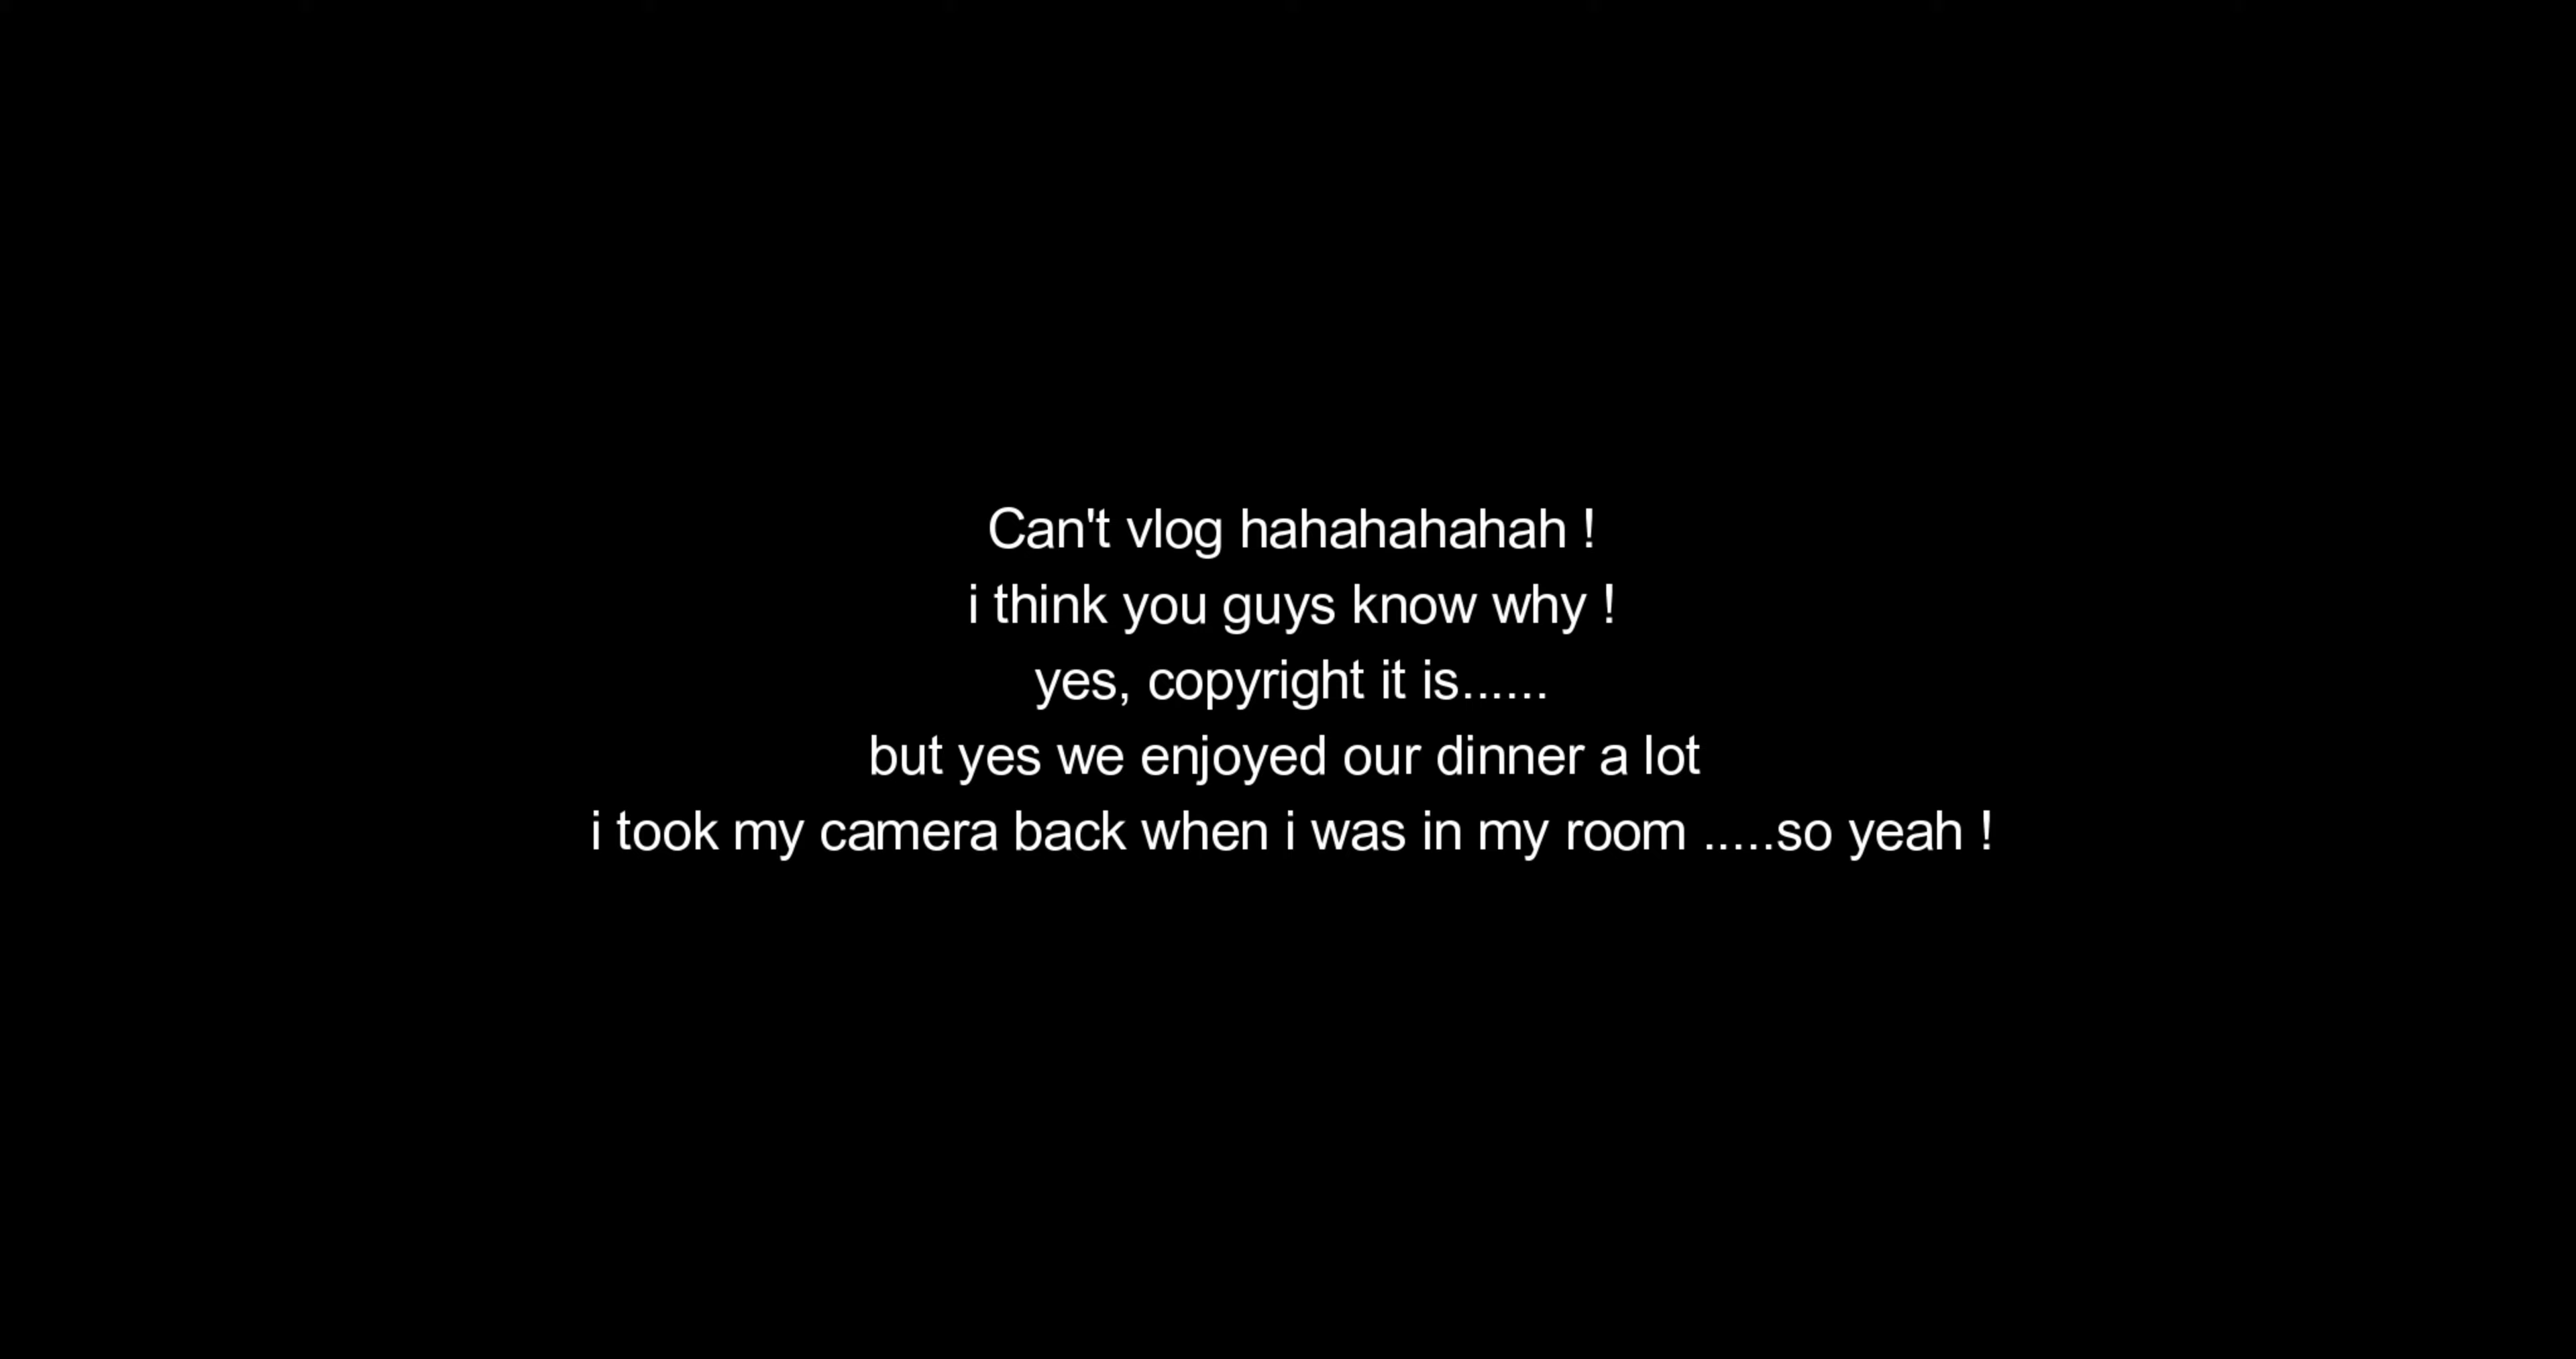 Can't vlog hahahahahah !
i think you guys know why !
yes, copyright it is......
but yes we enjoyed our dinner a lot
i took my camera back when i was in my room .....so yeah !